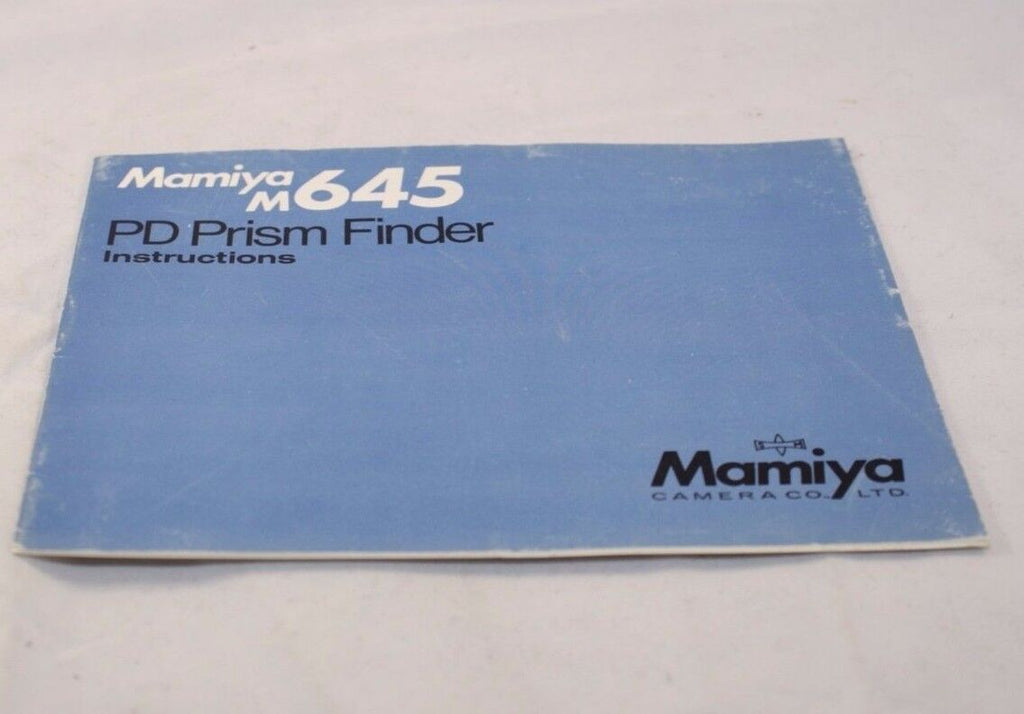 Mamiya
M645
PD Prism Finder
Instructions
Mamiya
CAMERA CO., LTD.